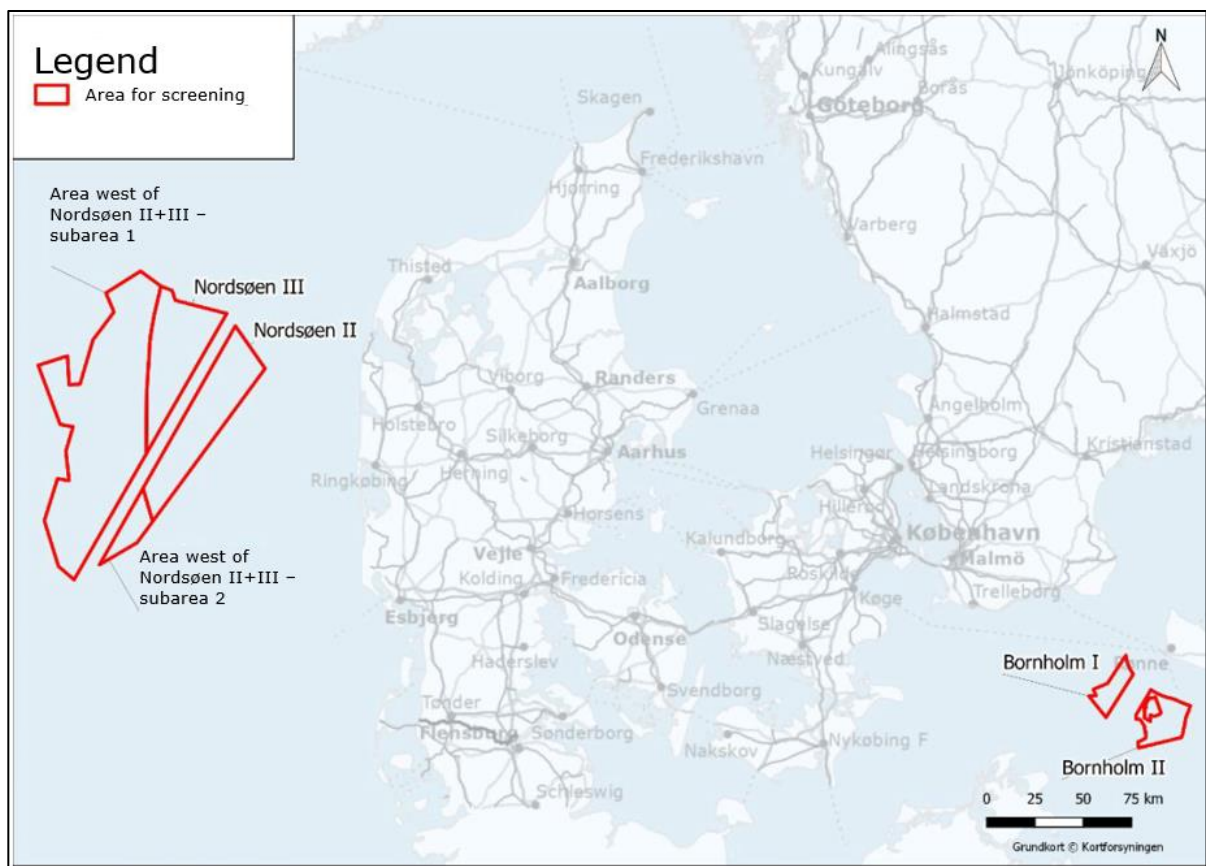 Legend
Area for screening
N
Area west of
Nordsøen II+III –
subarea 1
Nordsøen III
Nordsøen II
Area west of
Nordsøen II+III –
subarea 2
Bornholm I
Bornholm II
0 25 50 75 km
Grundkort © Kortforsyningen
Alingsås
Kungälv
Borås
Jönköping
Göteborg
Skagen
Frederikshavn
Hjørring
Varberg
Växjö
Thisted
Aalborg
Halmstad
Viborg
Randers
Grenaa
Ängelholm
Holstebro
Silkeborg
Aarhus
Helsingør
Helsingborg
Kristianstad
Herning
Ringkøbing
Landskrona
Hillerød
Horsens
København
Kalundborg
Malmö
Vejle
Roskilde
Kolding
Fredericia
Trelleborg
Esbjerg
Køge
Slagelse
Odense
Næstved
Haderslev
Rønne
Svendborg
Tønder
Flensburg
Sønderborg
Nakskov
Nykøbing F
Schleswig